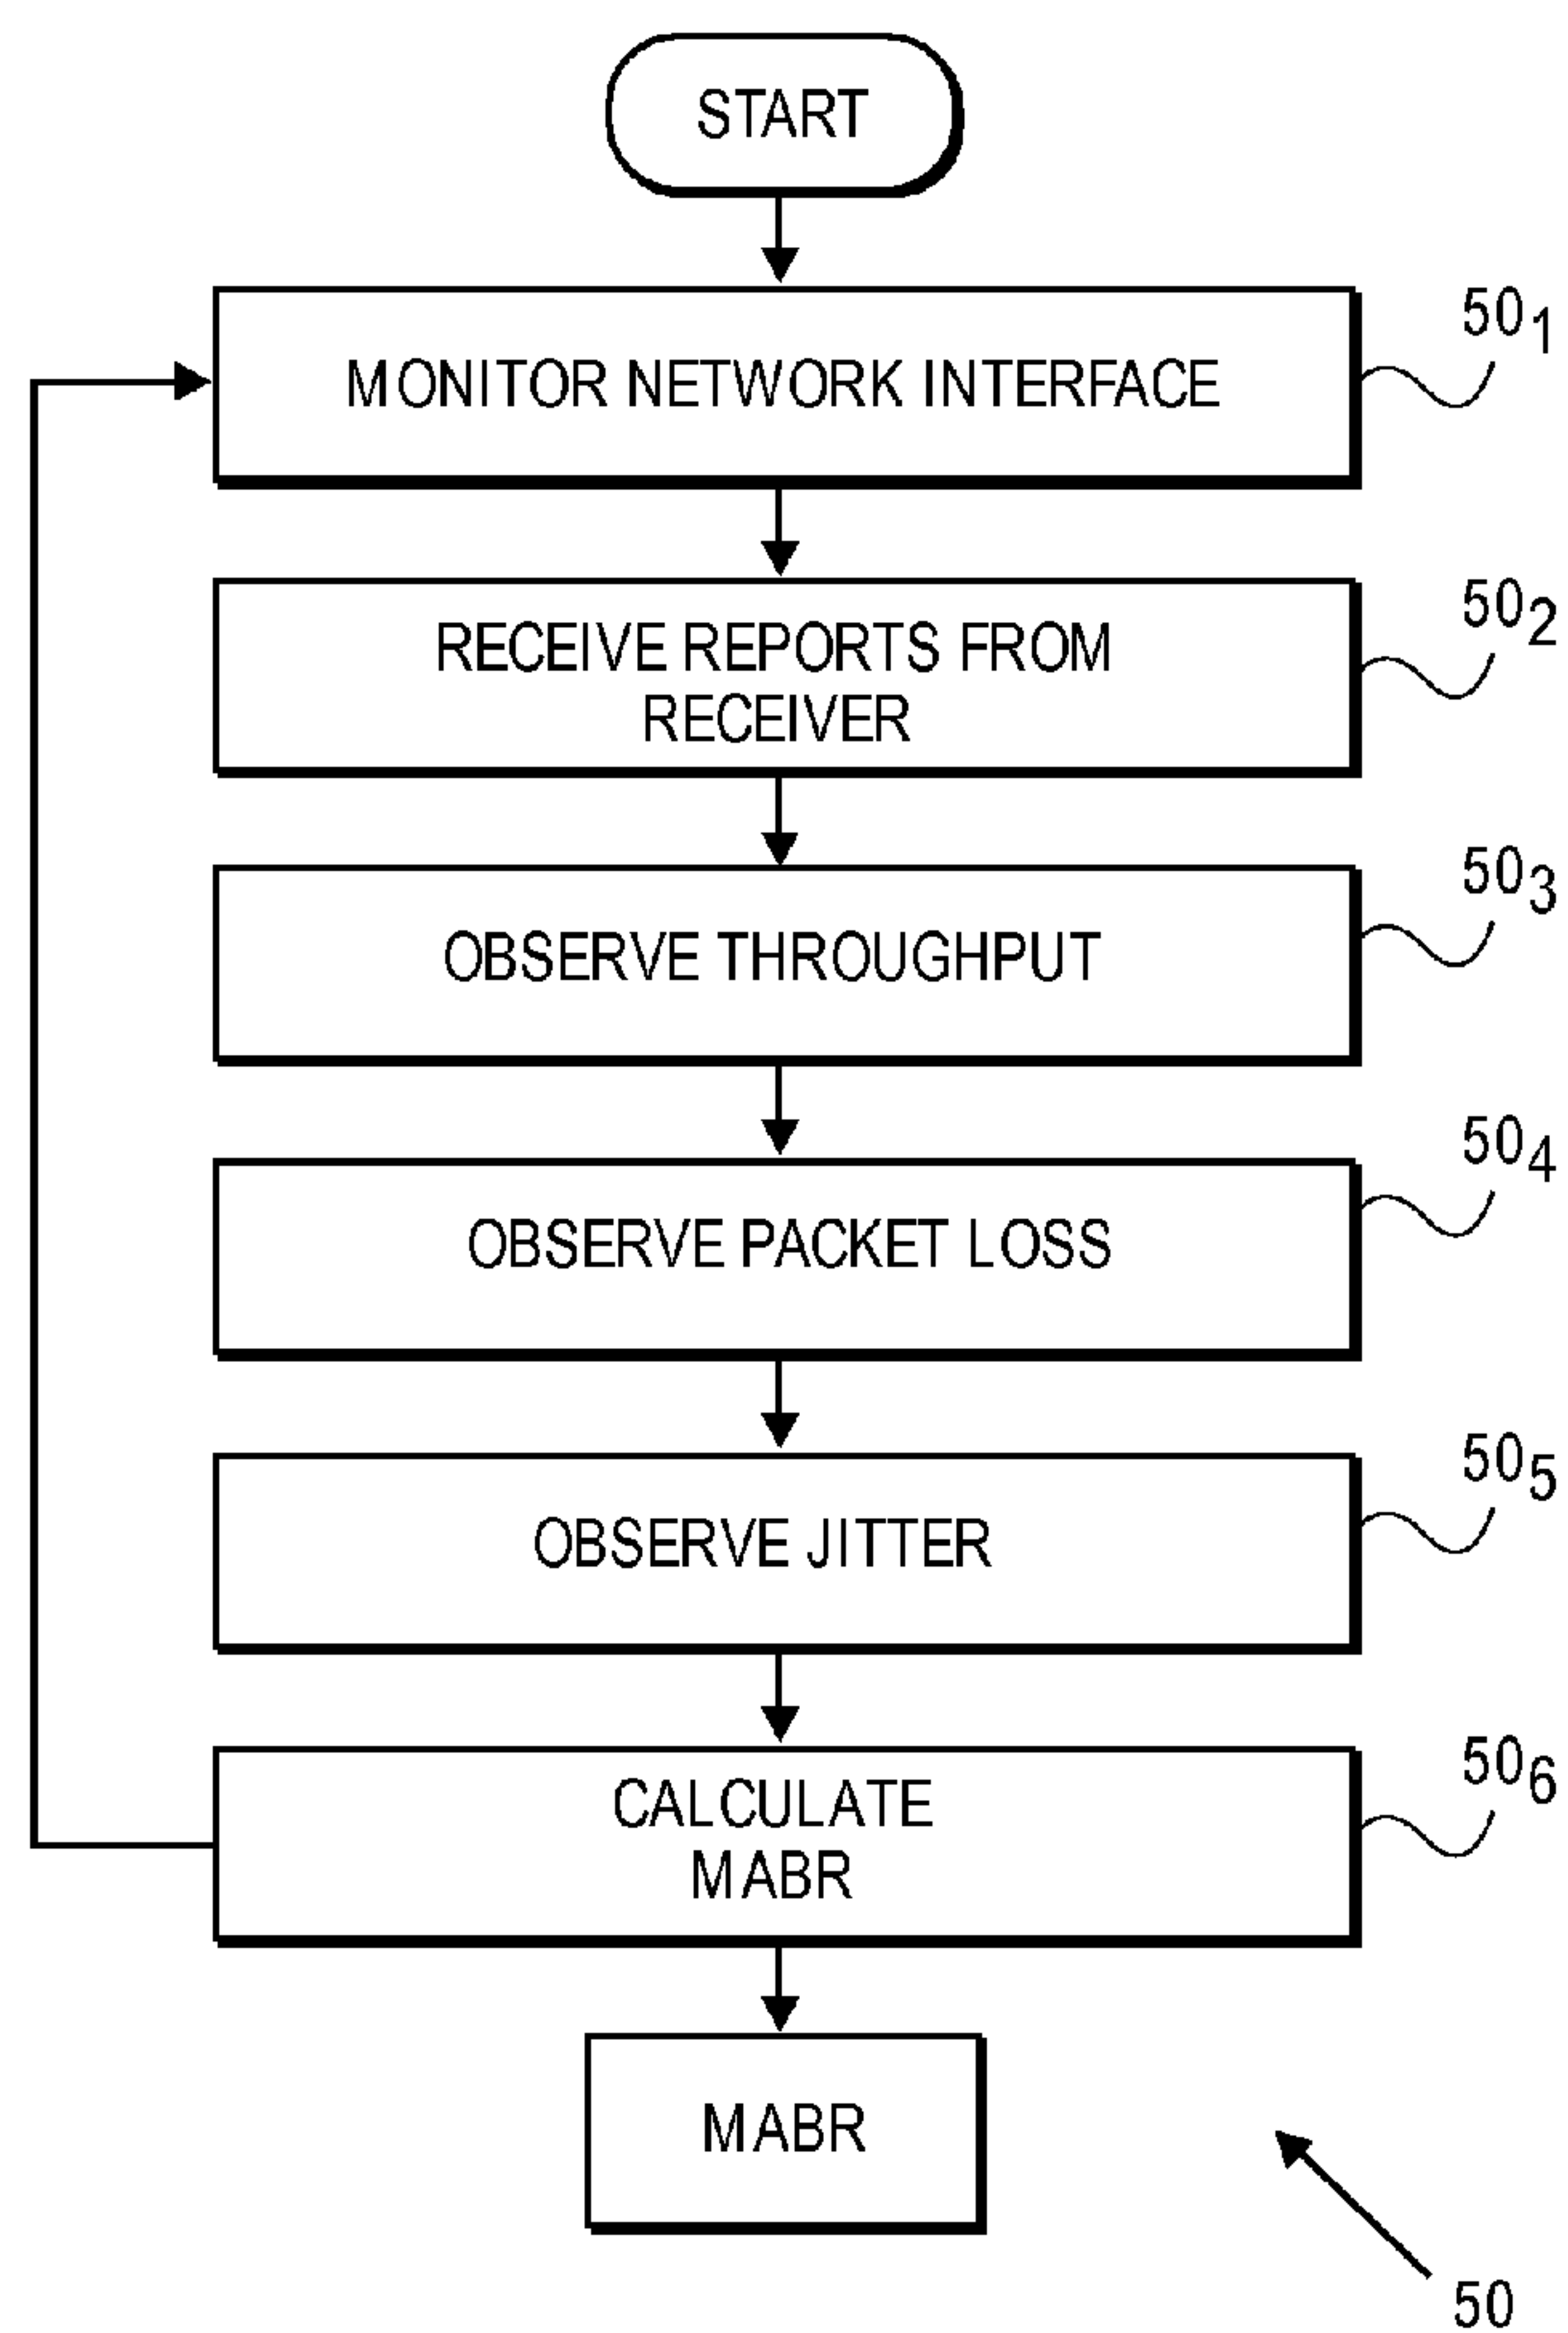 START
MONITOR NETWORK INTERFACE
50₁
RECEIVE REPORTS FROM
RECEIVER
50₂
OBSERVE THROUGHPUT
50₃
OBSERVE PACKET LOSS
50₄
OBSERVE JITTER
50₅
CALCULATE
MABR
50₆
MABR
50